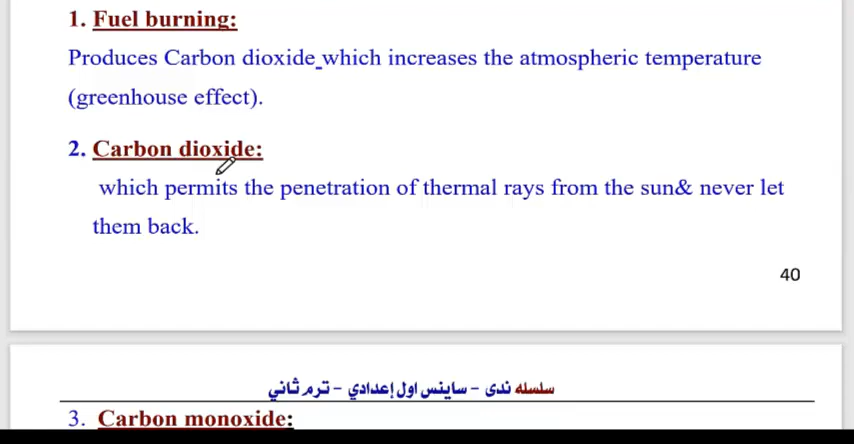 1. Fuel burning:
Produces Carbon dioxide which increases the atmospheric temperature
(greenhouse effect).
2. Carbon dioxide:
which permits the penetration of thermal rays from the sun& never let
them back.
40
سلسله ندى - ساينس اول إعدادي - ترم ثاني
3. Carbon monoxide: